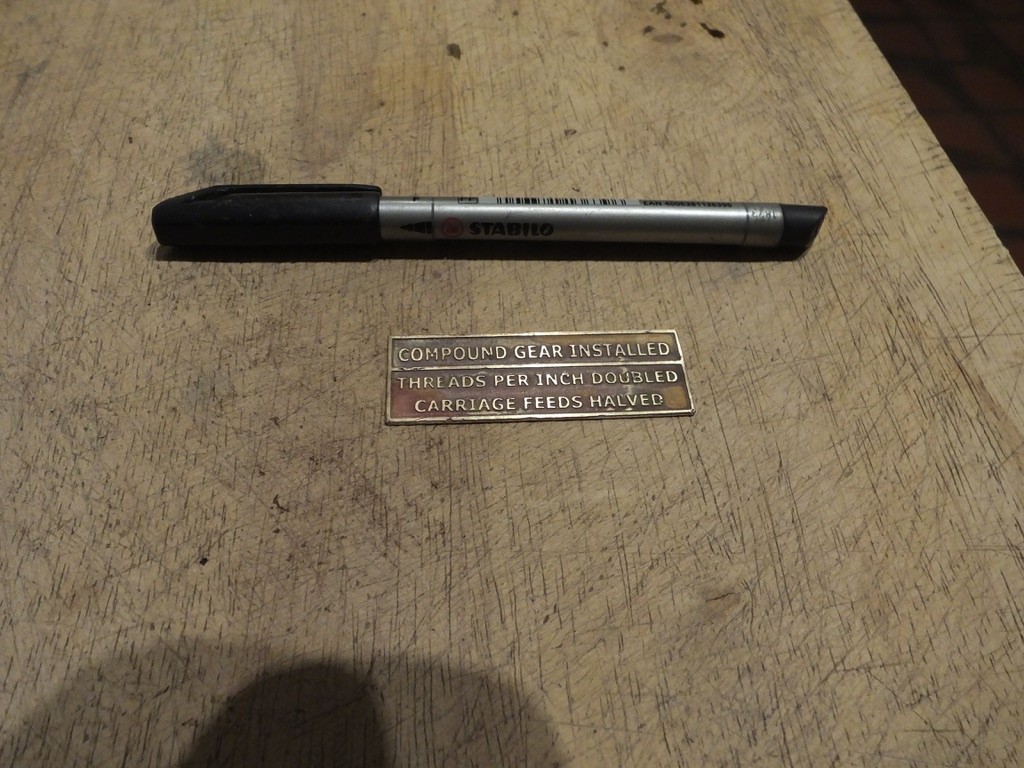 STABILO
COMPOUND GEAR INSTALLED
THREADS PER INCH DOUBLED
CARRIAGE FEEDS HALVED